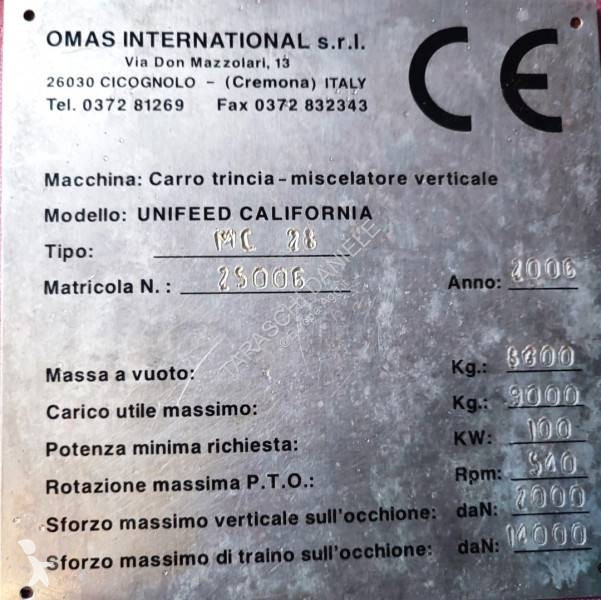 OMAS INTERNATIONAL s.r.l.
Via Don Mazzolari, 13
26030 CICOGNOLO - (Cremona) ITALY
Tel. 0372 81269 Fax 0372 832343
CE
Macchina: Carro trincia-miscelatore verticale
Modello: UNIFEED CALIFORNIA
Tipo: MC 28
Matricola N.: 25006 Anno: 2006
Massa a vuoto: Kg.:
Carico utile massimo: Kg.: 9000
Potenza minima richiesta: KW: 100
Rotazione massima P.T.O.: Rpm: 540
Sforzo massimo verticale sull'occhione: daN: 2000
Sforzo massimo di traino sull'occhione: daN: 14000